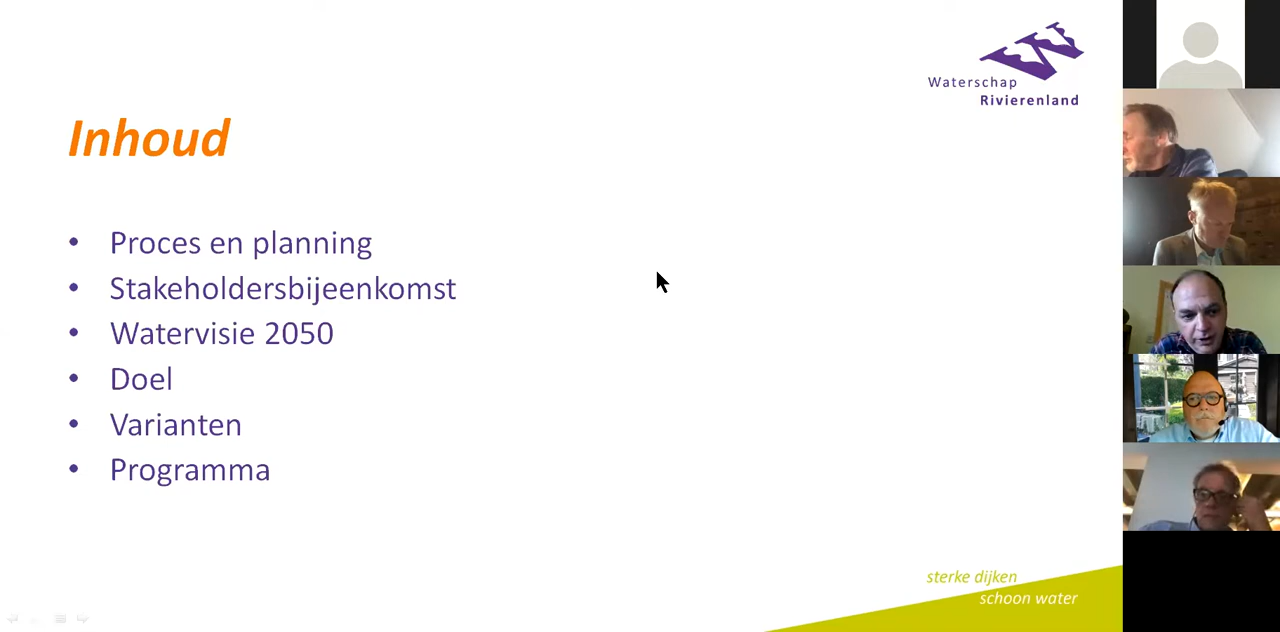 Waterschap
Rivierenland
Inhoud
• Proces en planning
• Stakeholdersbijeenkomst
• Watervisie 2050
• Doel
• Varianten
• Programma
sterke dijken
schoon water